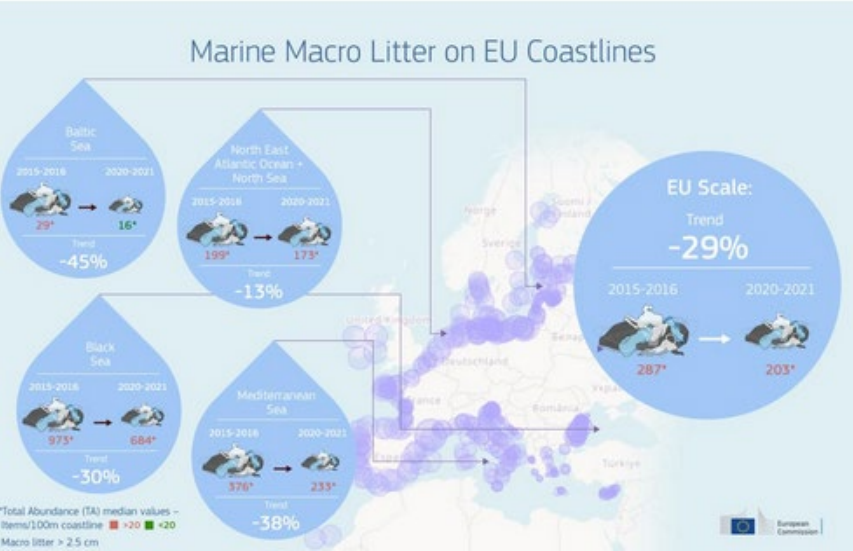 Marine Macro Litter on EU Coastlines
Baltic
Sea
2015-2016 2020-2021
29* 16*
Trend
-45%
North East
Atlantic Ocean +
North Sea
2015-2016 2020-2021
199* 173*
Trend
-13%
Black
Sea
2015-2016 2020-2021
973* 684*
Trend
-30%
Mediterranean
Sea
2015-2016 2020-2021
376* 233*
Trend
-38%
EU Scale:
Trend
-29%
2015-2016 2020-2021
287* 203*
Norge
Sverige
United Kingdom
Deutschland
România
Türkiye
*Total Abundance (TA) median values –
Items/100m coastline >20 <20
Macro litter > 2.5 cm
European
Commission